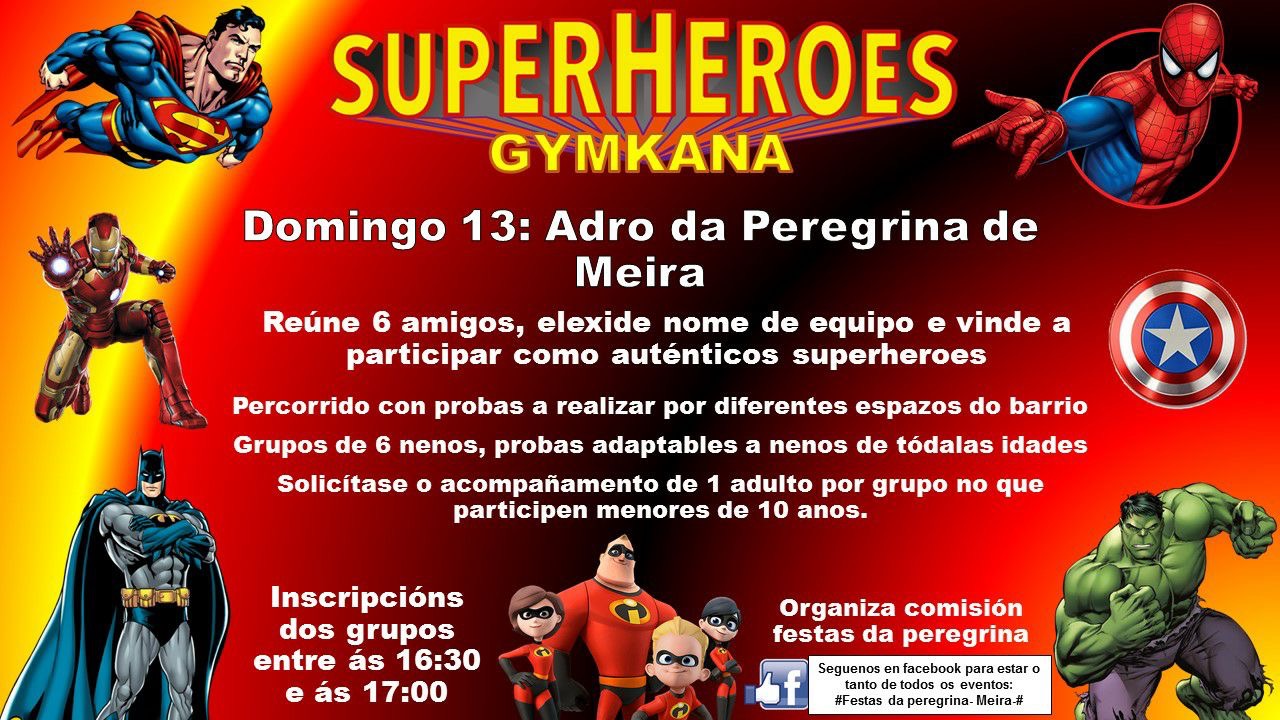 SUPERHEROES
GYMKANA
Domingo 13: Adro da Peregrina de
Meira
Reúne 6 amigos, elexide nome de equipo e vinde a
participar como auténticos superheroes
Percorrido con probas a realizar por diferentes espazos do barrio
Grupos de 6 nenos, probas adaptables a nenos de tódalas idades
Solicítase o acompañamento de 1 adulto por grupo no que
participen menores de 10 anos.
Inscripcións
dos grupos
entre ás 16:30
e ás 17:00
Organiza comisión
festas da peregrina
Seguenos en facebook para estar o
tanto de todos os eventos:
#Festas da peregrina- Meira-#